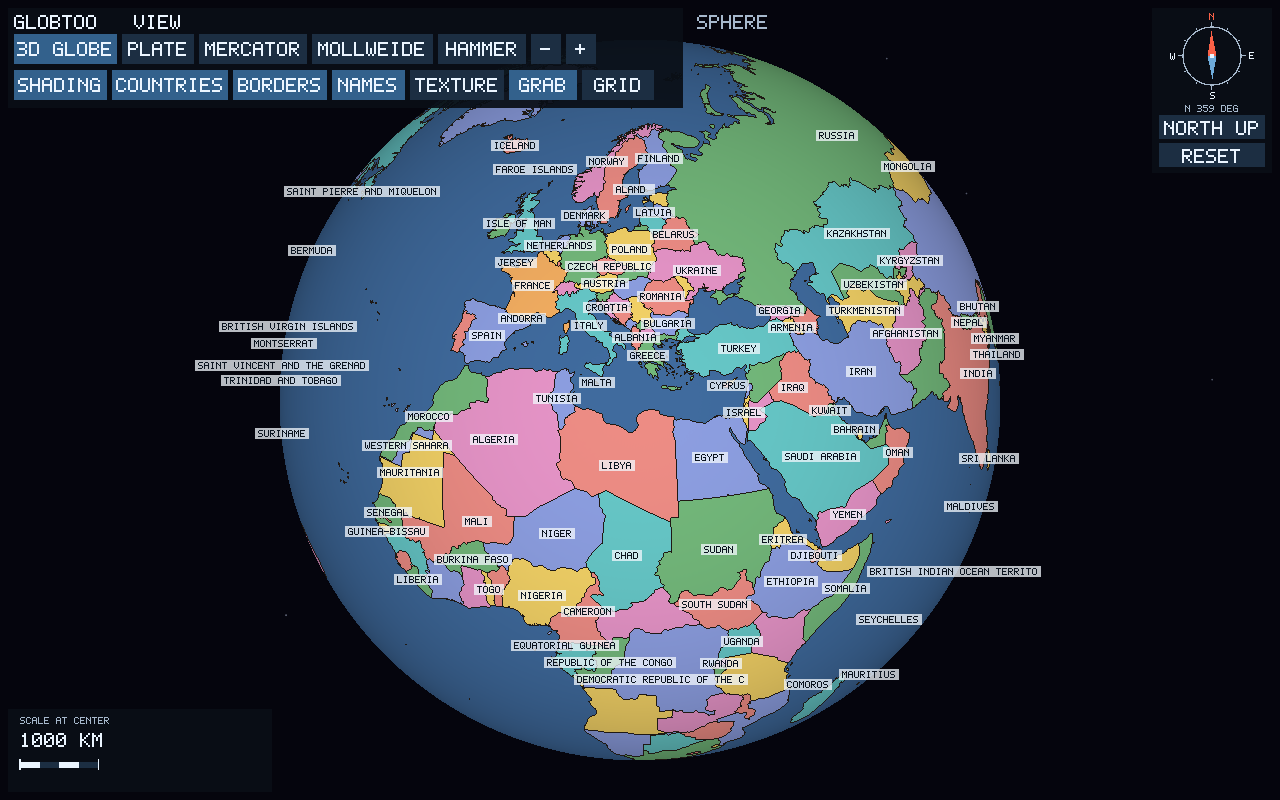 GLOBTOO VIEW SPHERE
3D GLOBE PLATE MERCATOR MOLLWEIDE HAMMER - +
SHADING COUNTRIES BORDERS NAMES TEXTURE GRAB GRID
N
W E
S
N 359 DEG
NORTH UP
RESET
RUSSIA
ICELAND
NORWAY FINLAND
FAROE ISLANDS
MONGOLIA
SAINT PIERRE AND MIQUELON ALAND
DENMARK LATVIA
ISLE OF MAN
BELARUS KAZAKHSTAN
NETHERLANDS POLAND
BERMUDA
JERSEY CZECH REPUBLIC UKRAINE KYRGYZSTAN
FRANCE AUSTRIA UZBEKISTAN
ROMANIA
CROATIA GEORGIA TURKMENISTAN BHUTAN
ANDORRA
BRITISH VIRGIN ISLANDS ITALY BULGARIA ARMENIA NEPAL
SPAIN ALBANIA AFGHANISTAN MYANMAR
MONTSERRAT
GREECE TURKEY THAILAND
SAINT VINCENT AND THE GRENAD IRAN INDIA
TRINIDAD AND TOBAGO MALTA CYPRUS IRAQ
TUNISIA
MOROCCO ISRAEL KUWAIT
SURINAME BAHRAIN
WESTERN SAHARA ALGERIA
LIBYA EGYPT SAUDI ARABIA OMAN SRI LANKA
MAURITANIA
SENEGAL YEMEN MALDIVES
GUINEA-BISSAU MALI
NIGER ERITREA
BURKINA FASO CHAD SUDAN DJIBOUTI
LIBERIA ETHIOPIA BRITISH INDIAN OCEAN TERRITO
TOGO NIGERIA SOMALIA
CAMEROON SOUTH SUDAN SEYCHELLES
EQUATORIAL GUINEA UGANDA
REPUBLIC OF THE CONGO RWANDA
DEMOCRATIC REPUBLIC OF THE C COMOROS MAURITIUS
SCALE AT CENTER
1000 KM